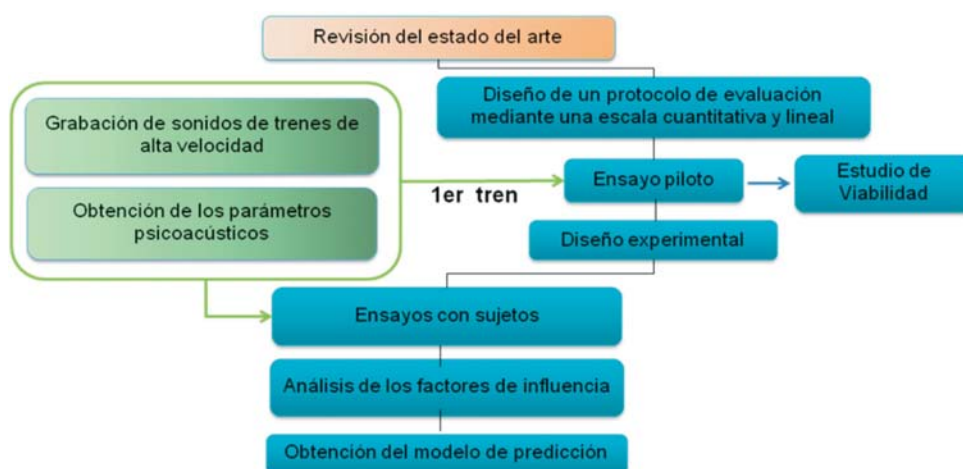 Revisión del estado del arte
Diseño de un protocolo de evaluación
mediante una escala cuantitativa y lineal
Grabación de sonidos de trenes de
alta velocidad
Obtención de los parámetros
psicoacústicos
1er tren
Ensayo piloto
Estudio de
Viabilidad
Diseño experimental
Ensayos con sujetos
Análisis de los factores de influencia
Obtención del modelo de predicción